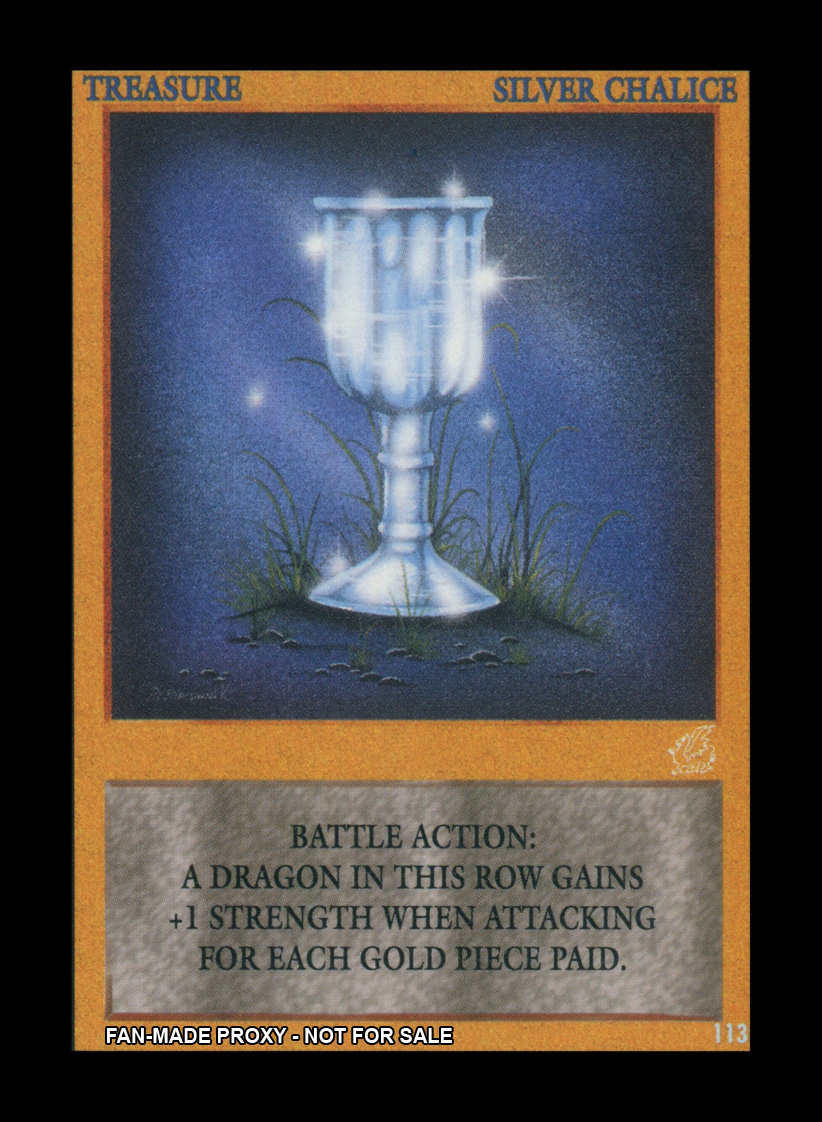 TREASURE SILVER CHALICE
BATTLE ACTION:
A DRAGON IN THIS ROW GAINS
+1 STRENGTH WHEN ATTACKING
FOR EACH GOLD PIECE PAID.
FAN-MADE PROXY - NOT FOR SALE 113